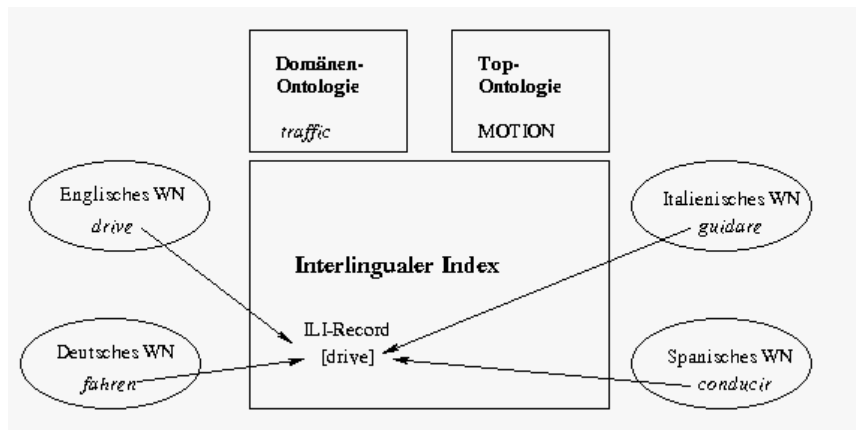 Domänen-
Ontologie
traffic
Top-
Ontologie
MOTION
Englisches WN
drive
Italienisches WN
guidare
Interlingualer Index
ILI-Record
[drive]
Deutsches WN
fahren
Spanisches WN
conducir